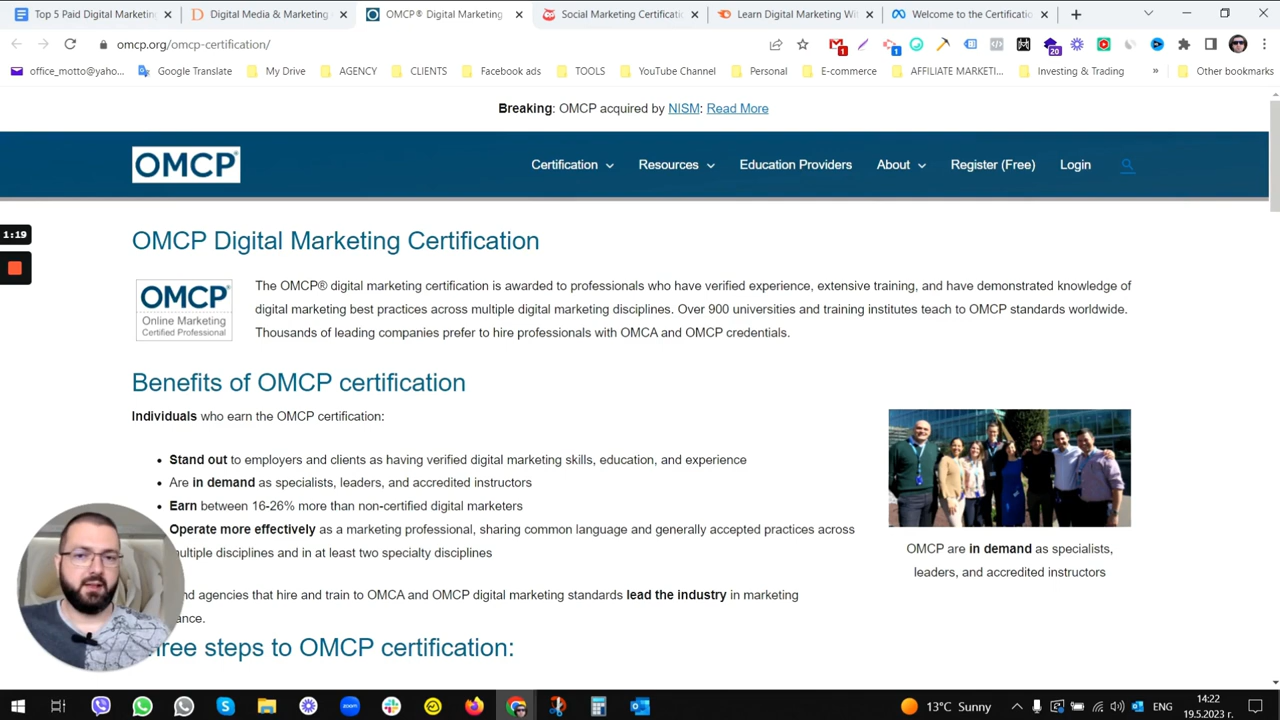 Top 5 Paid Digital Marketing
Digital Media & Marketing
OMCP® Digital Marketing
Social Marketing Certificati
Learn Digital Marketing Wi
Welcome to the Certificatio
omcp.org/omcp-certification/
1
1
20
office_motto@yaho...
Google Translate
My Drive
AGENCY
CLIENTS
Facebook ads
TOOLS
YouTube Channel
Personal
E-commerce
AFFILIATE MARKETI...
Investing & Trading
»
Other bookmarks
Breaking: OMCP acquired by NISM: Read More
OMCP®
Certification
Resources
Education Providers
About
Register (Free)
Login
1:19
OMCP Digital Marketing Certification
OMCP®
Online Marketing
Certified Professional
The OMCP® digital marketing certification is awarded to professionals who have verified experience, extensive training, and have demonstrated knowledge of
digital marketing best practices across multiple digital marketing disciplines. Over 900 universities and training institutes teach to OMCP standards worldwide.
Thousands of leading companies prefer to hire professionals with OMCA and OMCP credentials.
Benefits of OMCP certification
Individuals who earn the OMCP certification:
• Stand out to employers and clients as having verified digital marketing skills, education, and experience
• Are in demand as specialists, leaders, and accredited instructors
• Earn between 16-26% more than non-certified digital marketers
Operate more effectively as a marketing professional, sharing common language and generally accepted practices across
multiple disciplines and in at least two specialty disciplines
OMCP are in demand as specialists,
leaders, and accredited instructors
agencies that hire and train to OMCA and OMCP digital marketing standards lead the industry in marketing
steps to OMCP certification:
zoom
13°C Sunny
ЕНГ
14:22
19.5.2023 г.